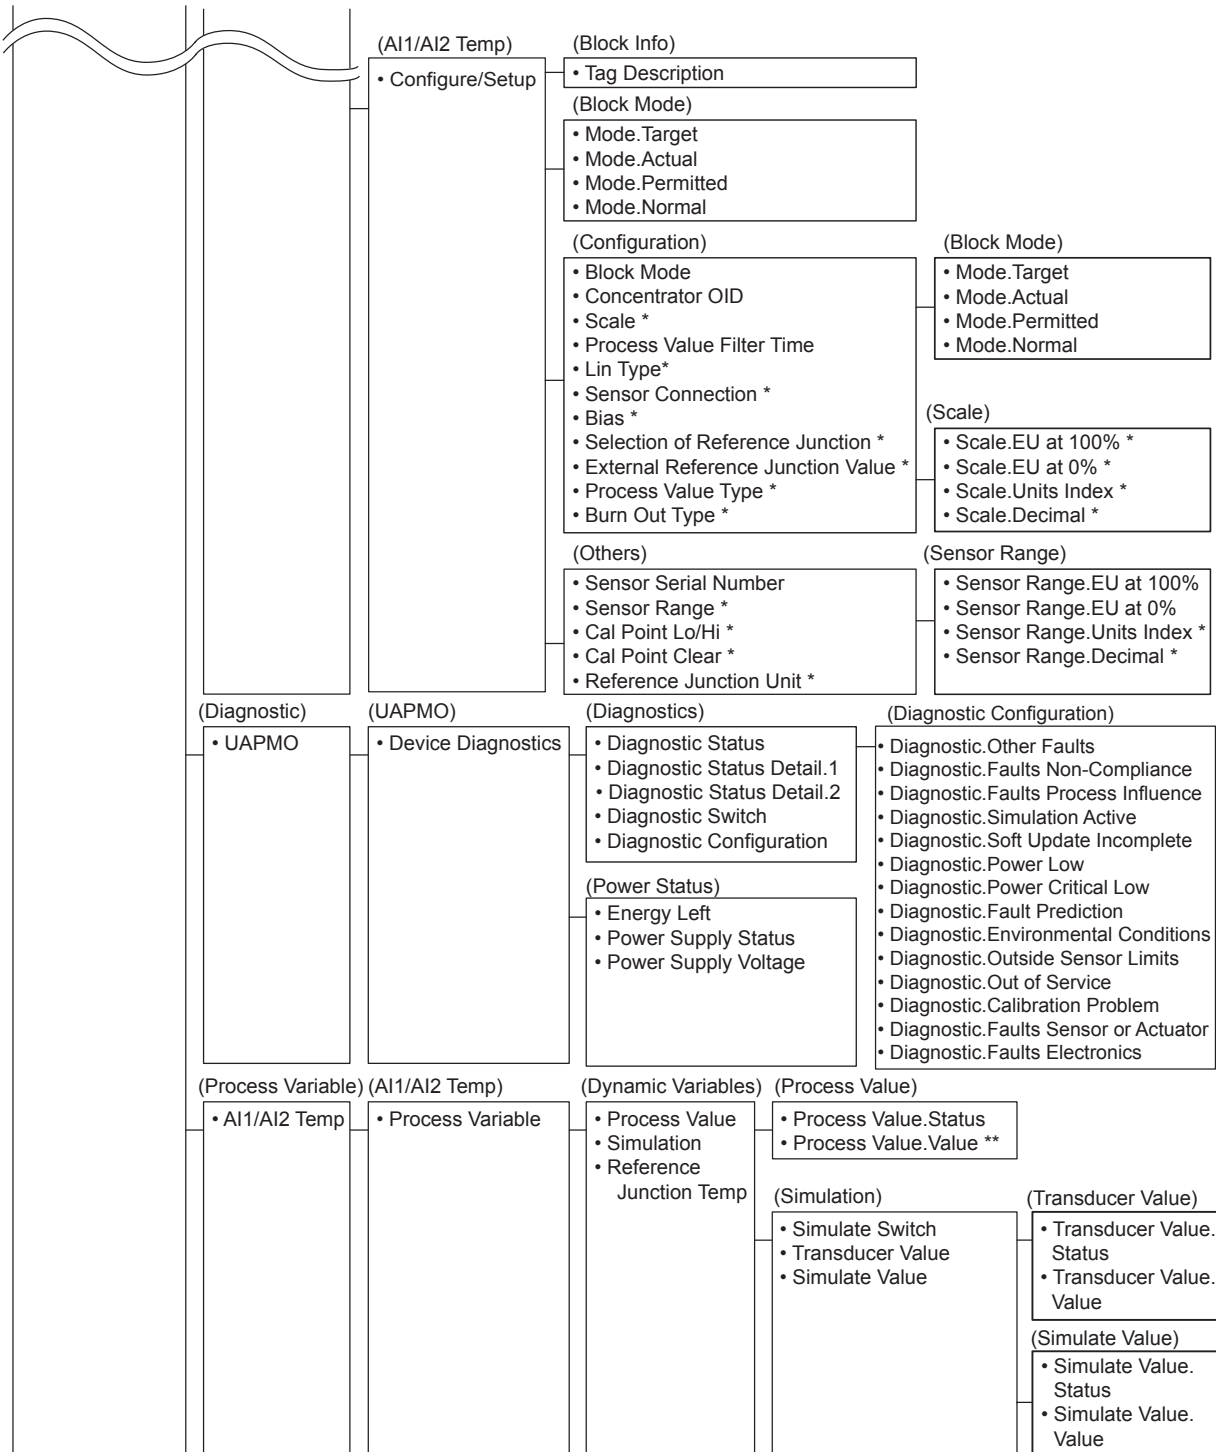 (AI1/AI2 Temp)
• Configure/Setup
(Block Info)
• Tag Description
(Block Mode)
• Mode.Target
• Mode.Actual
• Mode.Permitted
• Mode.Normal
(Configuration)
• Block Mode
• Concentrator OID
• Scale *
• Process Value Filter Time
• Lin Type*
• Sensor Connection *
• Bias *
• Selection of Reference Junction *
• External Reference Junction Value *
• Process Value Type *
• Burn Out Type *
(Block Mode)
• Mode.Target
• Mode.Actual
• Mode.Permitted
• Mode.Normal
(Scale)
• Scale.EU at 100% *
• Scale.EU at 0% *
• Scale.Units Index *
• Scale.Decimal *
(Others)
• Sensor Serial Number
• Sensor Range *
• Cal Point Lo/Hi *
• Cal Point Clear *
• Reference Junction Unit *
(Sensor Range)
• Sensor Range.EU at 100%
• Sensor Range.EU at 0%
• Sensor Range.Units Index *
• Sensor Range.Decimal *
(Diagnostic)
• UAPMO
(UAPMO)
• Device Diagnostics
(Diagnostics)
• Diagnostic Status
• Diagnostic Status Detail.1
• Diagnostic Status Detail.2
• Diagnostic Switch
• Diagnostic Configuration
(Diagnostic Configuration)
• Diagnostic.Other Faults
• Diagnostic.Faults Non-Compliance
• Diagnostic.Faults Process Influence
• Diagnostic.Simulation Active
• Diagnostic.Soft Update Incomplete
• Diagnostic.Power Low
• Diagnostic.Power Critical Low
• Diagnostic.Fault Prediction
• Diagnostic.Environmental Conditions
• Diagnostic.Outside Sensor Limits
• Diagnostic.Out of Service
• Diagnostic.Calibration Problem
• Diagnostic.Faults Sensor or Actuator
• Diagnostic.Faults Electronics
(Power Status)
• Energy Left
• Power Supply Status
• Power Supply Voltage
(Process Variable)
• AI1/AI2 Temp
(AI1/AI2 Temp)
• Process Variable
(Dynamic Variables)
• Process Value
• Simulation
• Reference
Junction Temp
(Process Value)
• Process Value.Status
• Process Value.Value **
(Simulation)
• Simulate Switch
• Transducer Value
• Simulate Value
(Transducer Value)
• Transducer Value.
Status
• Transducer Value.
Value
(Simulate Value)
• Simulate Value.
Status
• Simulate Value.
Value